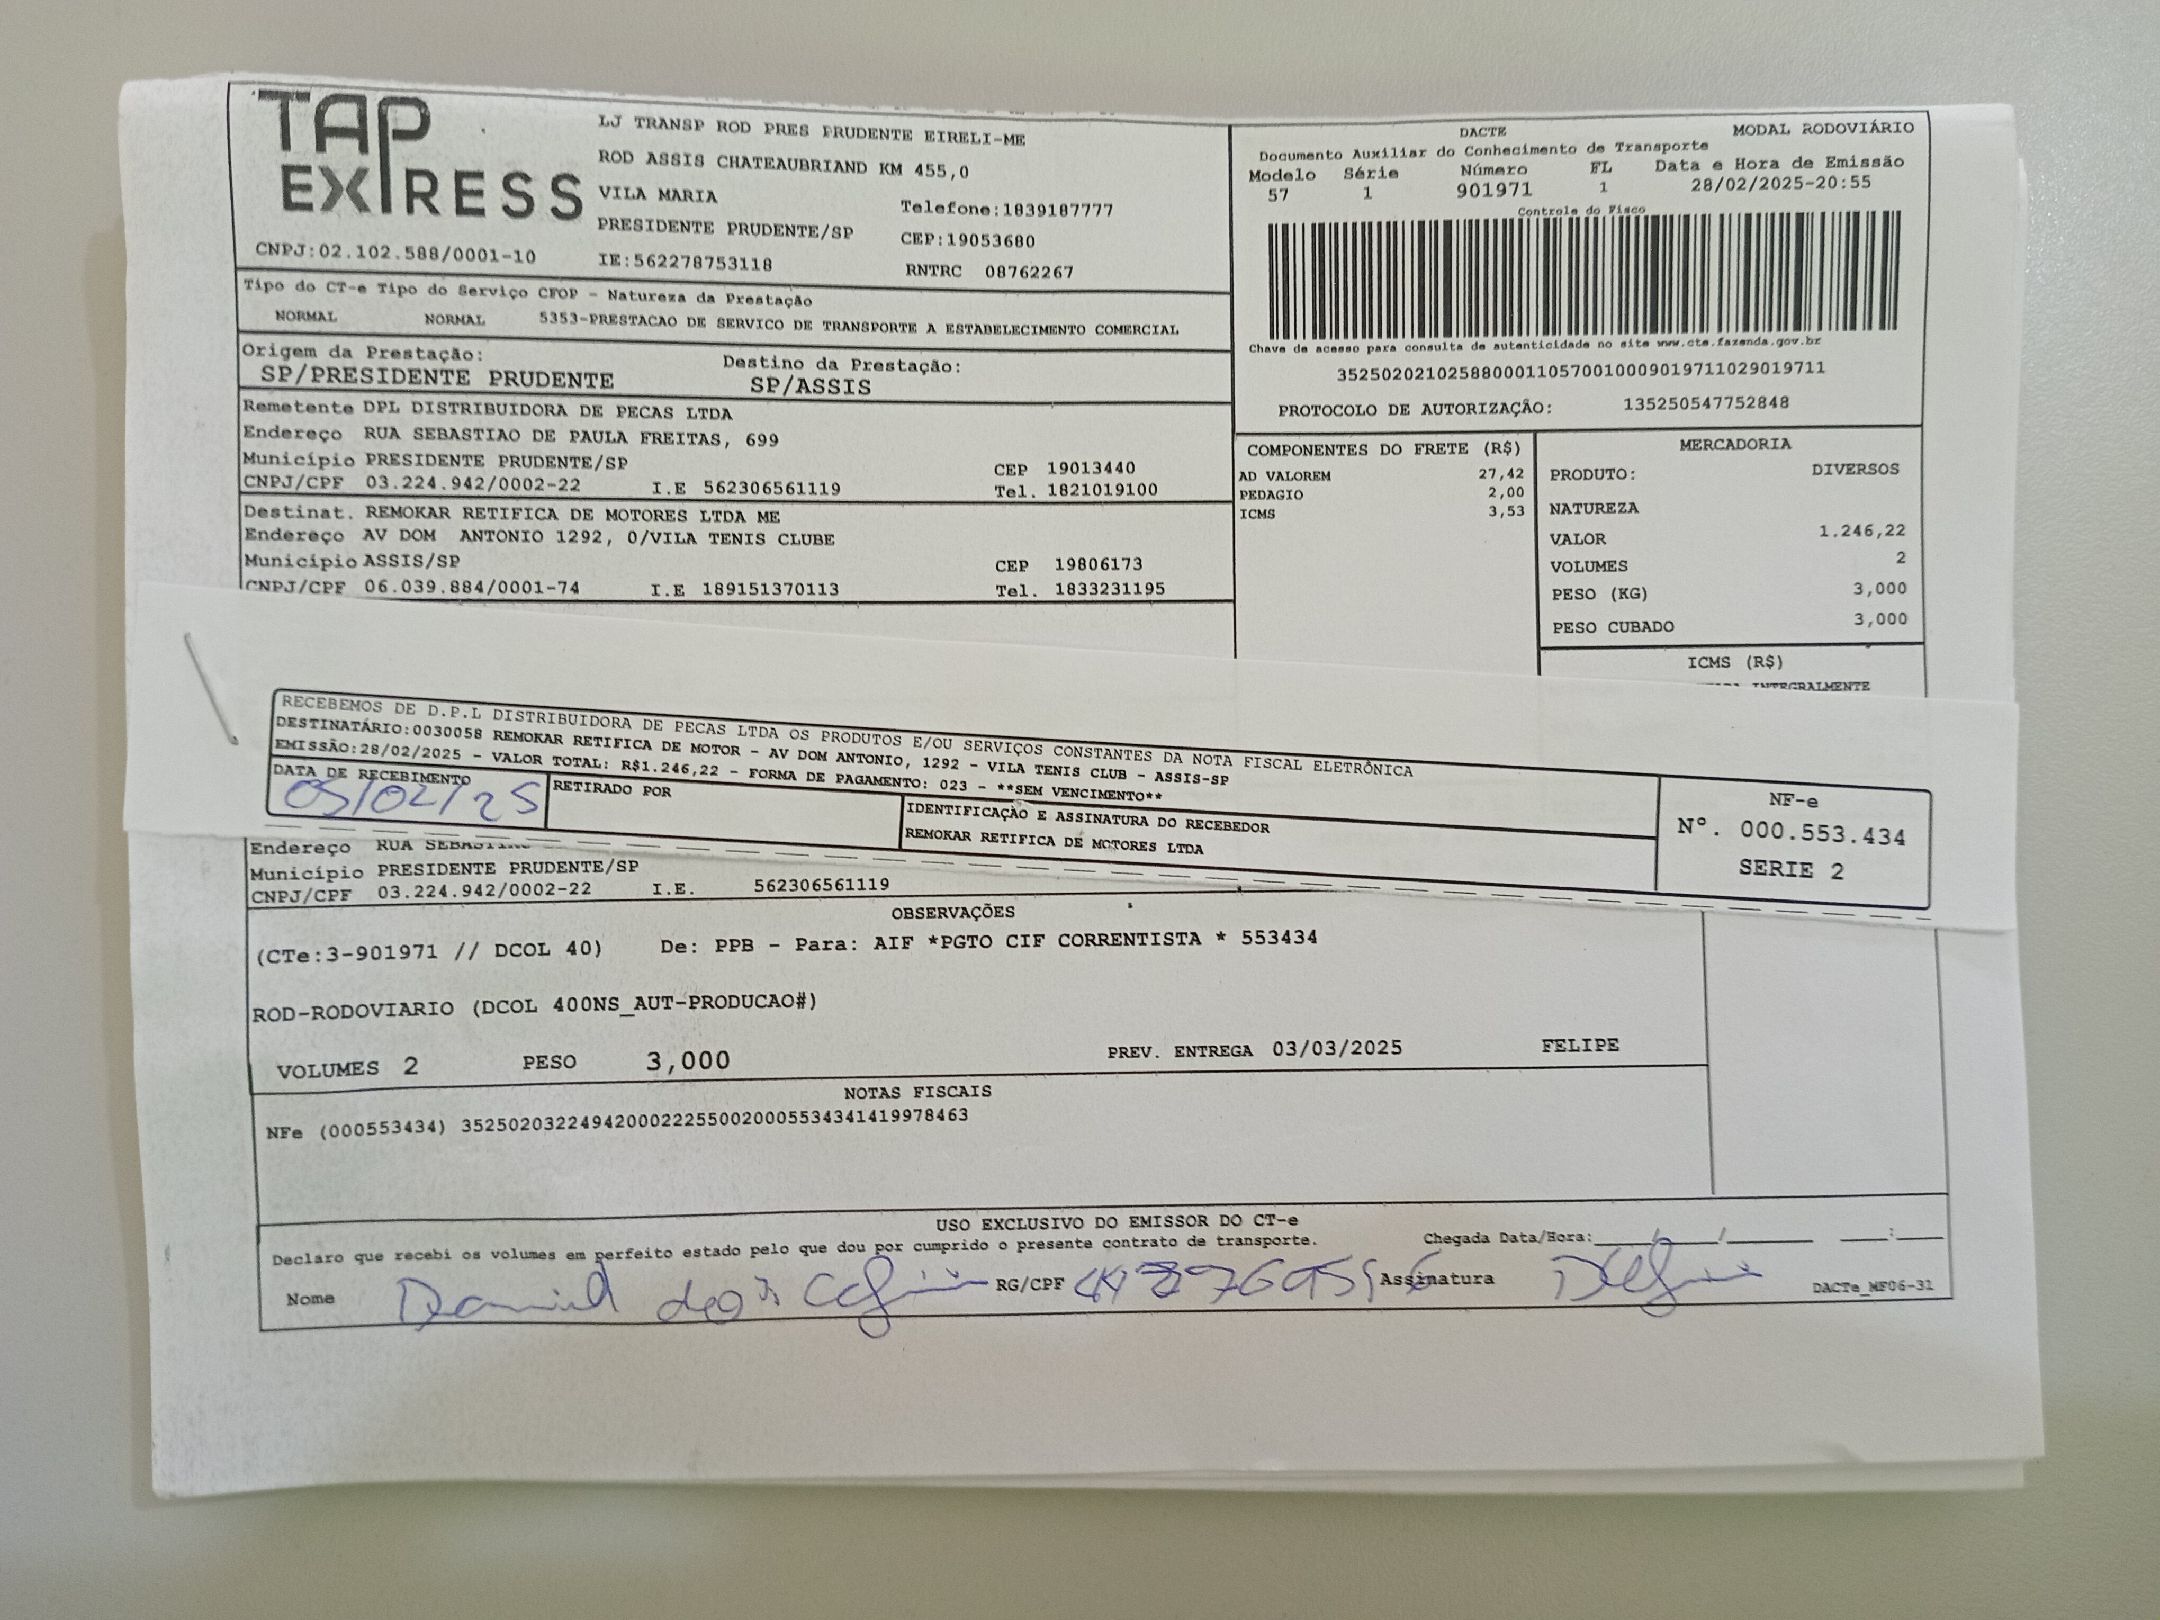 TAP EXPRESS
LJ TRANSP ROD PRES PRUDENTE EIRELI-ME
ROD ASSIS CHATEAUBRIAND KM 455,0
VILA MARIA
Telefone:1839187777
PRESIDENTE PRUDENTE/SP
CEP:19053680
CNPJ:02.102.588/0001-10
IE:562278753118
RNTRC 08762267
DACTE
MODAL RODOVIÁRIO
Documento Auxiliar do Conhecimento de Transporte
Modelo Série Número FL Data e Hora de Emissão
57 1 901971 1 28/02/2025-20:55
Controle do Fisco
Chave de acesso para consulta de autenticidade no site www.cte.fazenda.gov.br
35250202102588000110570010009019711029019711
PROTOCOLO DE AUTORIZAÇÃO: 135250547752848
Tipo do CT-e Tipo do Serviço CFOP - Natureza da Prestação
NORMAL NORMAL 5353-PRESTACAO DE SERVICO DE TRANSPORTE A ESTABELECIMENTO COMERCIAL
Origem da Prestação: Destino da Prestação:
SP/PRESIDENTE PRUDENTE SP/ASSIS
Remetente DPL DISTRIBUIDORA DE PECAS LTDA
Endereço RUA SEBASTIAO DE PAULA FREITAS, 699
Município PRESIDENTE PRUDENTE/SP CEP 19013440
CNPJ/CPF 03.224.942/0002-22 I.E 562306561119 Tel. 1821019100
Destinat. REMOKAR RETIFICA DE MOTORES LTDA ME
Endereço AV DOM ANTONIO 1292, 0/VILA TENIS CLUBE
Município ASSIS/SP CEP 19806173
CNPJ/CPF 06.039.884/0001-74 I.E 189151370113 Tel. 1833231195
COMPONENTES DO FRETE (R$)
AD VALOREM 27,42
PEDAGIO 2,00
ICMS 3,53
MERCADORIA
PRODUTO: DIVERSOS
NATUREZA
VALOR 1.246,22
VOLUMES 2
PESO (KG) 3,000
PESO CUBADO 3,000
ICMS (R$)
INTEGRALMENTE
RECEBEMOS DE D.P.L DISTRIBUIDORA DE PECAS LTDA OS PRODUTOS E/OU SERVIÇOS CONSTANTES DA NOTA FISCAL ELETRÔNICA
DESTINATÁRIO:0030058 REMOKAR RETIFICA DE MOTOR - AV DOM ANTONIO, 1292 - VILA TENIS CLUB - ASSIS-SP
EMISSÃO:28/02/2025 - VALOR TOTAL: R$1.246,22 - FORMA DE PAGAMENTO: 023 - **SEM VENCIMENTO**
DATA DE RECEBIMENTO
RETIRADO POR
IDENTIFICAÇÃO E ASSINATURA DO RECEBEDOR
REMOKAR RETIFICA DE MOTORES LTDA
NF-e
Nº. 000.553.434
SERIE 2
Endereço RUA
Município PRESIDENTE PRUDENTE/SP
CNPJ/CPF 03.224.942/0002-22 I.E. 562306561119
OBSERVAÇÕES
(CTe:3-901971 // DCOL 40) De: PPB - Para: AIF *PGTO CIF CORRENTISTA * 553434
ROD-RODOVIARIO (DCOL 400NS_AUT-PRODUCAO#)
VOLUMES 2 PESO 3,000 PREV. ENTREGA 03/03/2025 FELIPE
NOTAS FISCAIS
NFe (000553434) 35250203224942000222550020005534341419978463
USO EXCLUSIVO DO EMISSOR DO CT-e
Declaro que recebi os volumes em perfeito estado pelo que dou por cumprido o presente contrato de transporte. Chegada Data/Hora:____/____/________ ____:____
Nome RG/CPF Assinatura DACTe_MF06-31